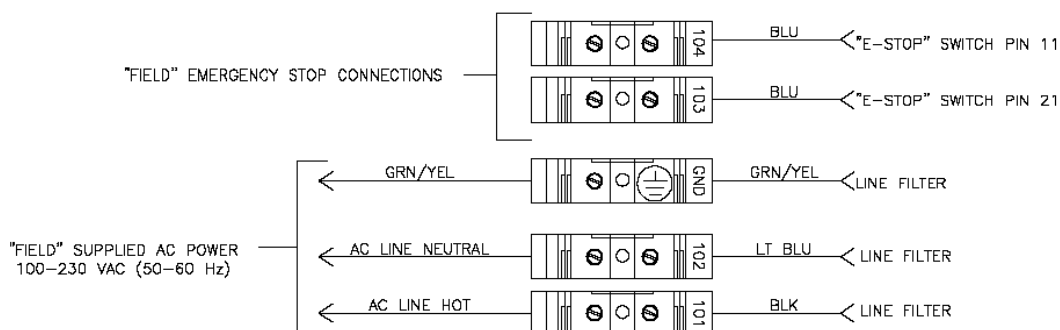 104 BLU "E-STOP" SWITCH PIN 11
"FIELD" EMERGENCY STOP CONNECTIONS
103 BLU "E-STOP" SWITCH PIN 21
GRN/YEL GND GRN/YEL LINE FILTER
"FIELD" SUPPLIED AC POWER
100-230 VAC (50-60 Hz)
AC LINE NEUTRAL 102 LT BLU LINE FILTER
AC LINE HOT 101 BLK LINE FILTER